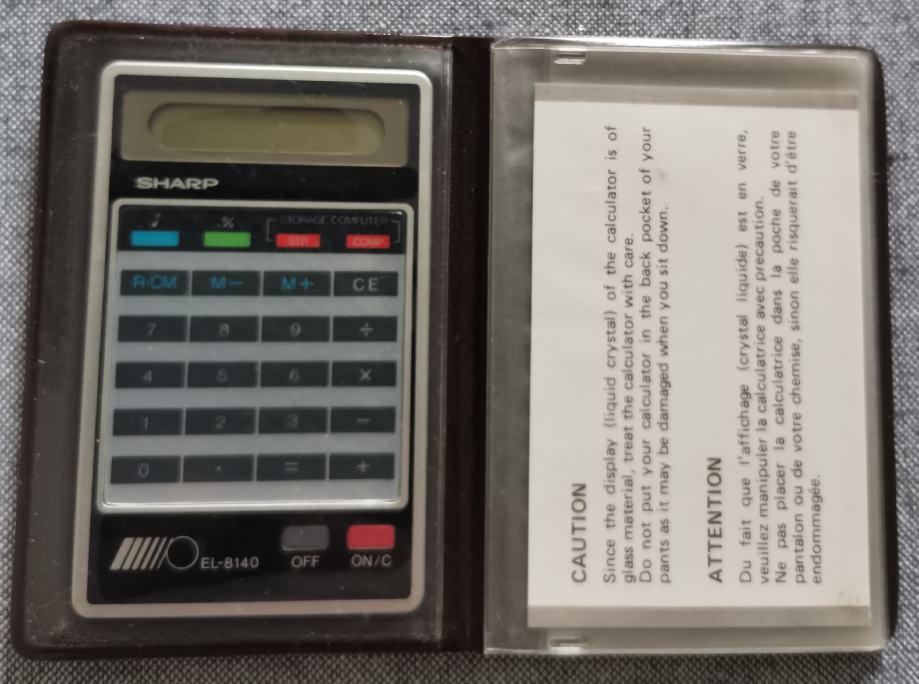 SHARP
♪ .% STORAGE COMPUTER
STR COMP
R·CM M− M+ CE
7 8 9 ÷
4 5 6 ×
1 2 3 −
0 · = +
EL-8140 OFF ON/C
CAUTION
Since the display (liquid crystal) of the calculator is of
glass material, treat the calculator with care.
Do not put your calculator in the back pocket of your
pants as it may be damaged when you sit down.
ATTENTION
Du fait que l'affichage (crystal liquide) est en verre,
veuillez manipuler la calculatrice avec precaution.
Ne pas placer la calculatrice dans la poche de votre
pantalon ou de votre chemise, sinon elle risquerait d'être
endommagée.